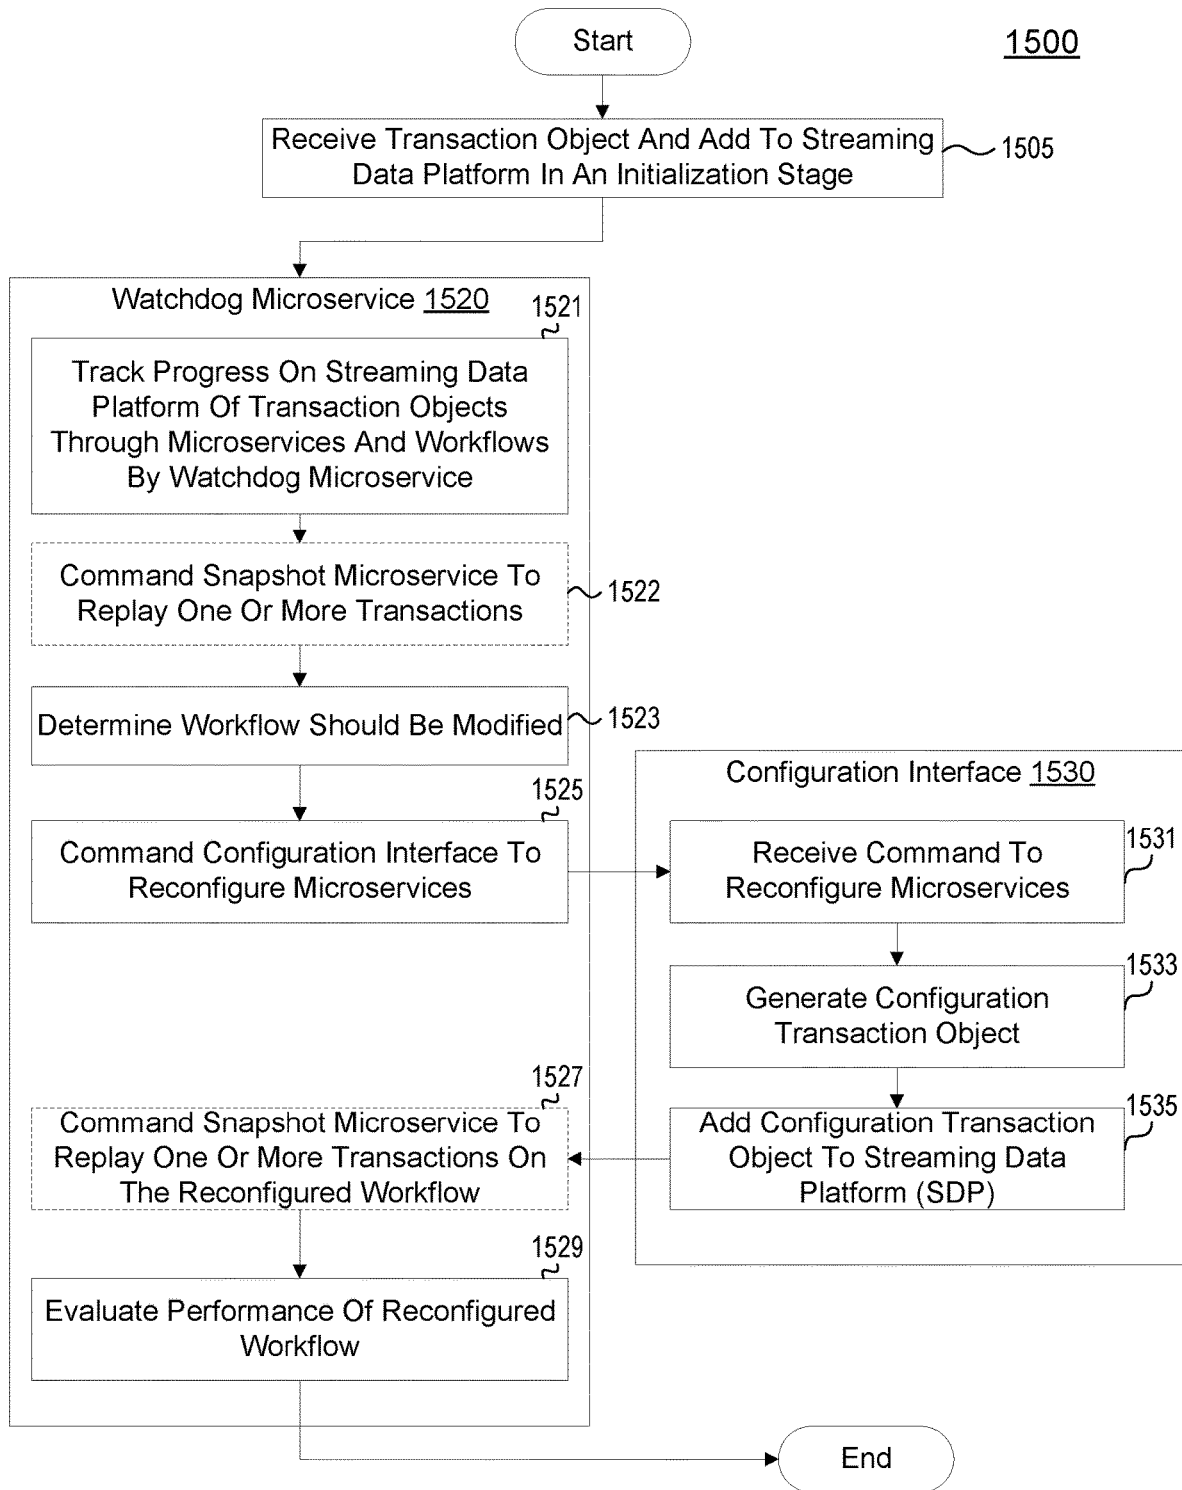 Start
1500
Receive Transaction Object And Add To Streaming
Data Platform In An Initialization Stage
1505
Watchdog Microservice 1520
1521
Track Progress On Streaming Data
Platform Of Transaction Objects
Through Microservices And Workflows
By Watchdog Microservice
Command Snapshot Microservice To
Replay One Or More Transactions
1522
Determine Workflow Should Be Modified
1523
1525
Command Configuration Interface To
Reconfigure Microservices
Configuration Interface 1530
Receive Command To
Reconfigure Microservices
1531
Generate Configuration
Transaction Object
1533
Add Configuration Transaction
Object To Streaming Data
Platform (SDP)
1535
1527
Command Snapshot Microservice To
Replay One Or More Transactions On
The Reconfigured Workflow
1529
Evaluate Performance Of Reconfigured
Workflow
End